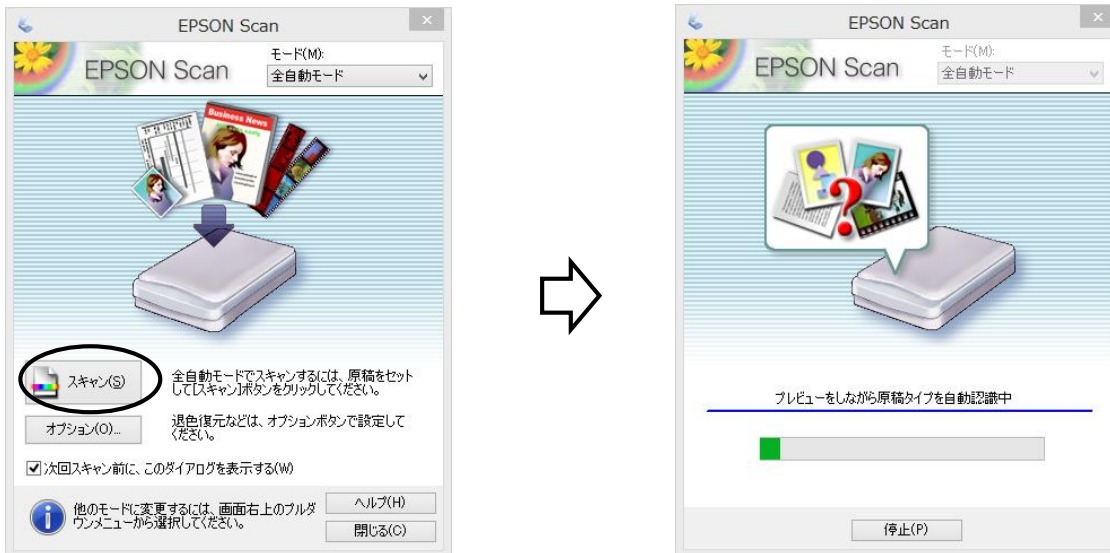 EPSON Scan
EPSON Scan
モード(M):
全自動モード
Business News
スキャン(S)
全自動モードでスキャンするには、原稿をセット
して[スキャン]ボタンをクリックしてください。
オプション(O)...
退色復元などは、オプションボタンで設定して
ください。
次回スキャン前に、このダイアログを表示する(W)
他のモードに変更するには、画面右上のプルダ
ウンメニューから選択してください。
ヘルプ(H)
閉じる(C)
EPSON Scan
EPSON Scan
モード(M):
全自動モード
?
プレビューをしながら原稿タイプを自動認識中
停止(P)